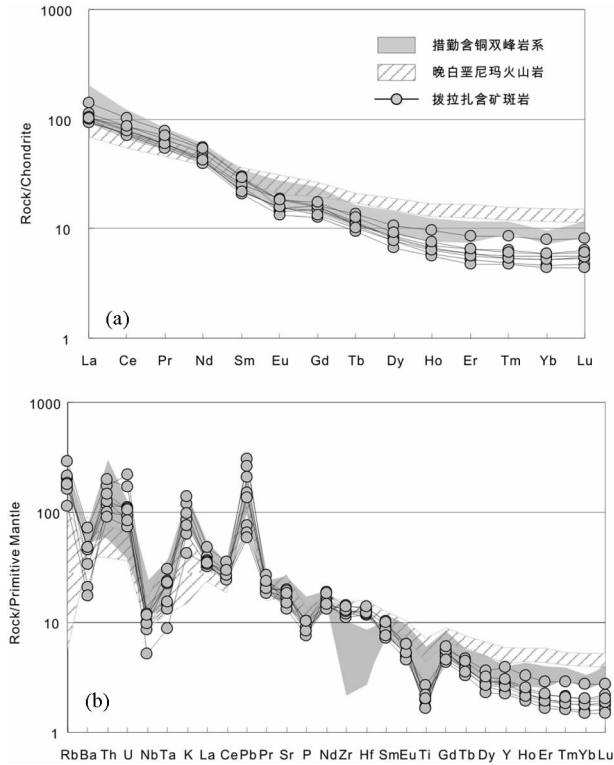 1000
100
10
1
Rock/Chondrite
措勤含铜双峰岩系
晚白垩尼玛火山岩
拨拉扎含矿斑岩
(a)
La Ce Pr Nd Sm Eu Gd Tb Dy Ho Er Tm Yb Lu
1000
100
10
1
Rock/Primitive Mantle
(b)
Rb Ba Th U Nb Ta K La Ce Pb Pr Sr P Nd Zr Hf Sm Eu Ti Gd Tb Dy Y Ho Er Tm Yb Lu